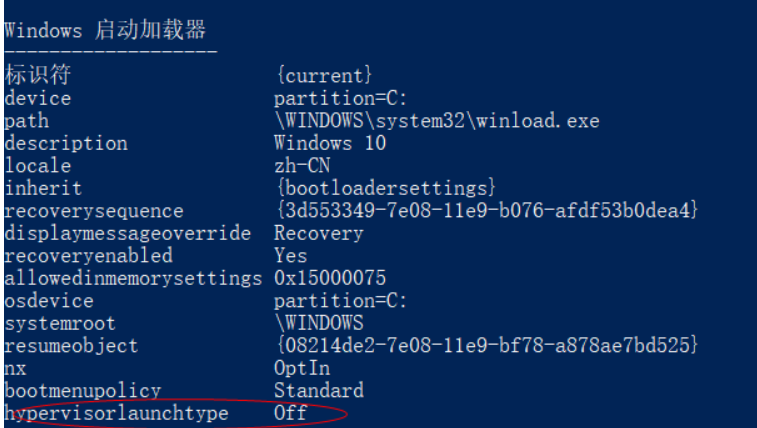 Windows 启动加载器
-------------------
标识符 {current}
device partition=C:
path \WINDOWS\system32\winload.exe
description Windows 10
locale zh-CN
inherit {bootloadersettings}
recoverysequence {3d553349-7e08-11e9-b076-afdf53b0dea4}
displaymessageoverride Recovery
recoveryenabled Yes
allowedinmemorysettings 0x15000075
osdevice partition=C:
systemroot \WINDOWS
resumeobject {08214de2-7e08-11e9-bf78-a878ae7bd525}
nx OptIn
bootmenupolicy Standard
hypervisorlaunchtype Off